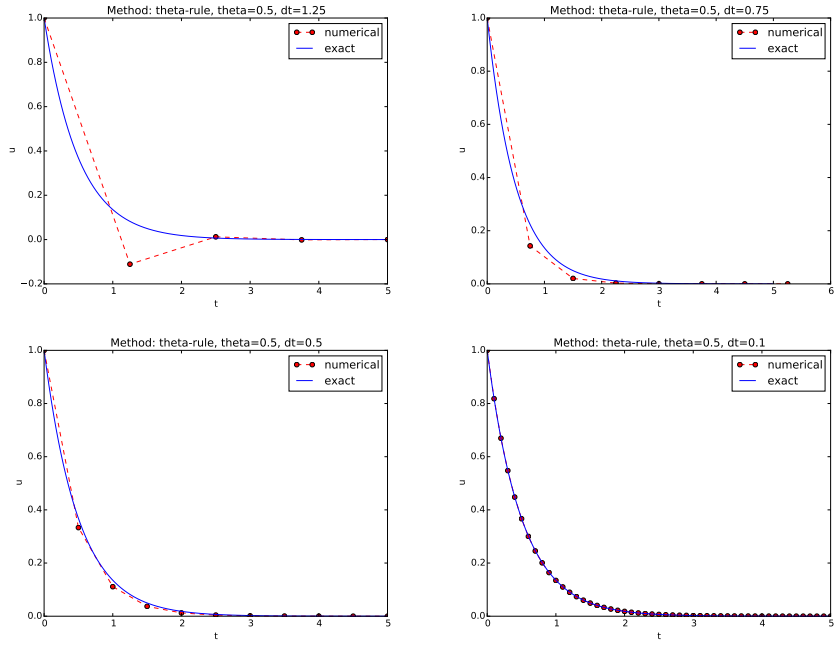 Method: theta-rule, theta=0.5, dt=1.25
1.0
0.8
0.6
0.4
0.2
0.0
−0.2
u
0 1 2 3 4 5
t
numerical
exact
Method: theta-rule, theta=0.5, dt=0.75
1.0
0.8
0.6
0.4
0.2
0.0
u
0 1 2 3 4 5 6
t
numerical
exact
Method: theta-rule, theta=0.5, dt=0.5
1.0
0.8
0.6
0.4
0.2
0.0
u
0 1 2 3 4 5
t
numerical
exact
Method: theta-rule, theta=0.5, dt=0.1
1.0
0.8
0.6
0.4
0.2
0.0
u
0 1 2 3 4 5
t
numerical
exact